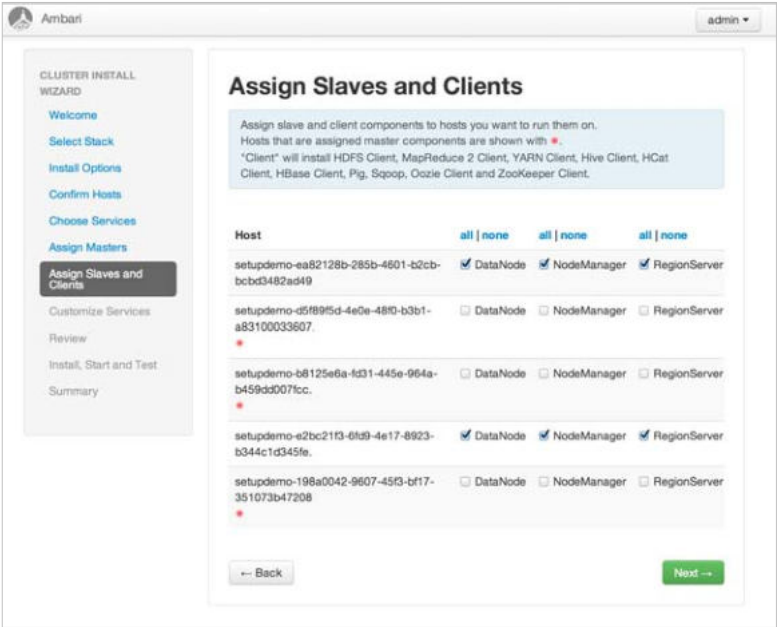 Ambari
admin
CLUSTER INSTALL
WIZARD
Welcome
Select Stack
Install Options
Confirm Hosts
Choose Services
Assign Masters
Assign Slaves and
Clients
Customize Services
Review
Install, Start and Test
Summary
Assign Slaves and Clients
Assign slave and client components to hosts you want to run them on.
Hosts that are assigned master components are shown with *.
"Client" will install HDFS Client, MapReduce 2 Client, YARN Client, Hive Client, HCat
Client, HBase Client, Pig, Sqoop, Oozie Client and ZooKeeper Client.
Host all | none all | none all | none
setupdemo-ea82128b-285b-4601-b2cb- DataNode NodeManager RegionServer
bcbd3482ad49
setupdemo-d5f89f5d-4e0e-48f0-b3b1- DataNode NodeManager RegionServer
a83100033607.
*
setupdemo-b8125e6a-fd31-445e-964a- DataNode NodeManager RegionServer
b459dd007fcc.
*
setupdemo-e2bc21f3-6fd9-4e17-8923- DataNode NodeManager RegionServer
b344c1d345fe.
setupdemo-198a0042-9607-45f3-bf17- DataNode NodeManager RegionServer
351073b47208
*
← Back
Next →